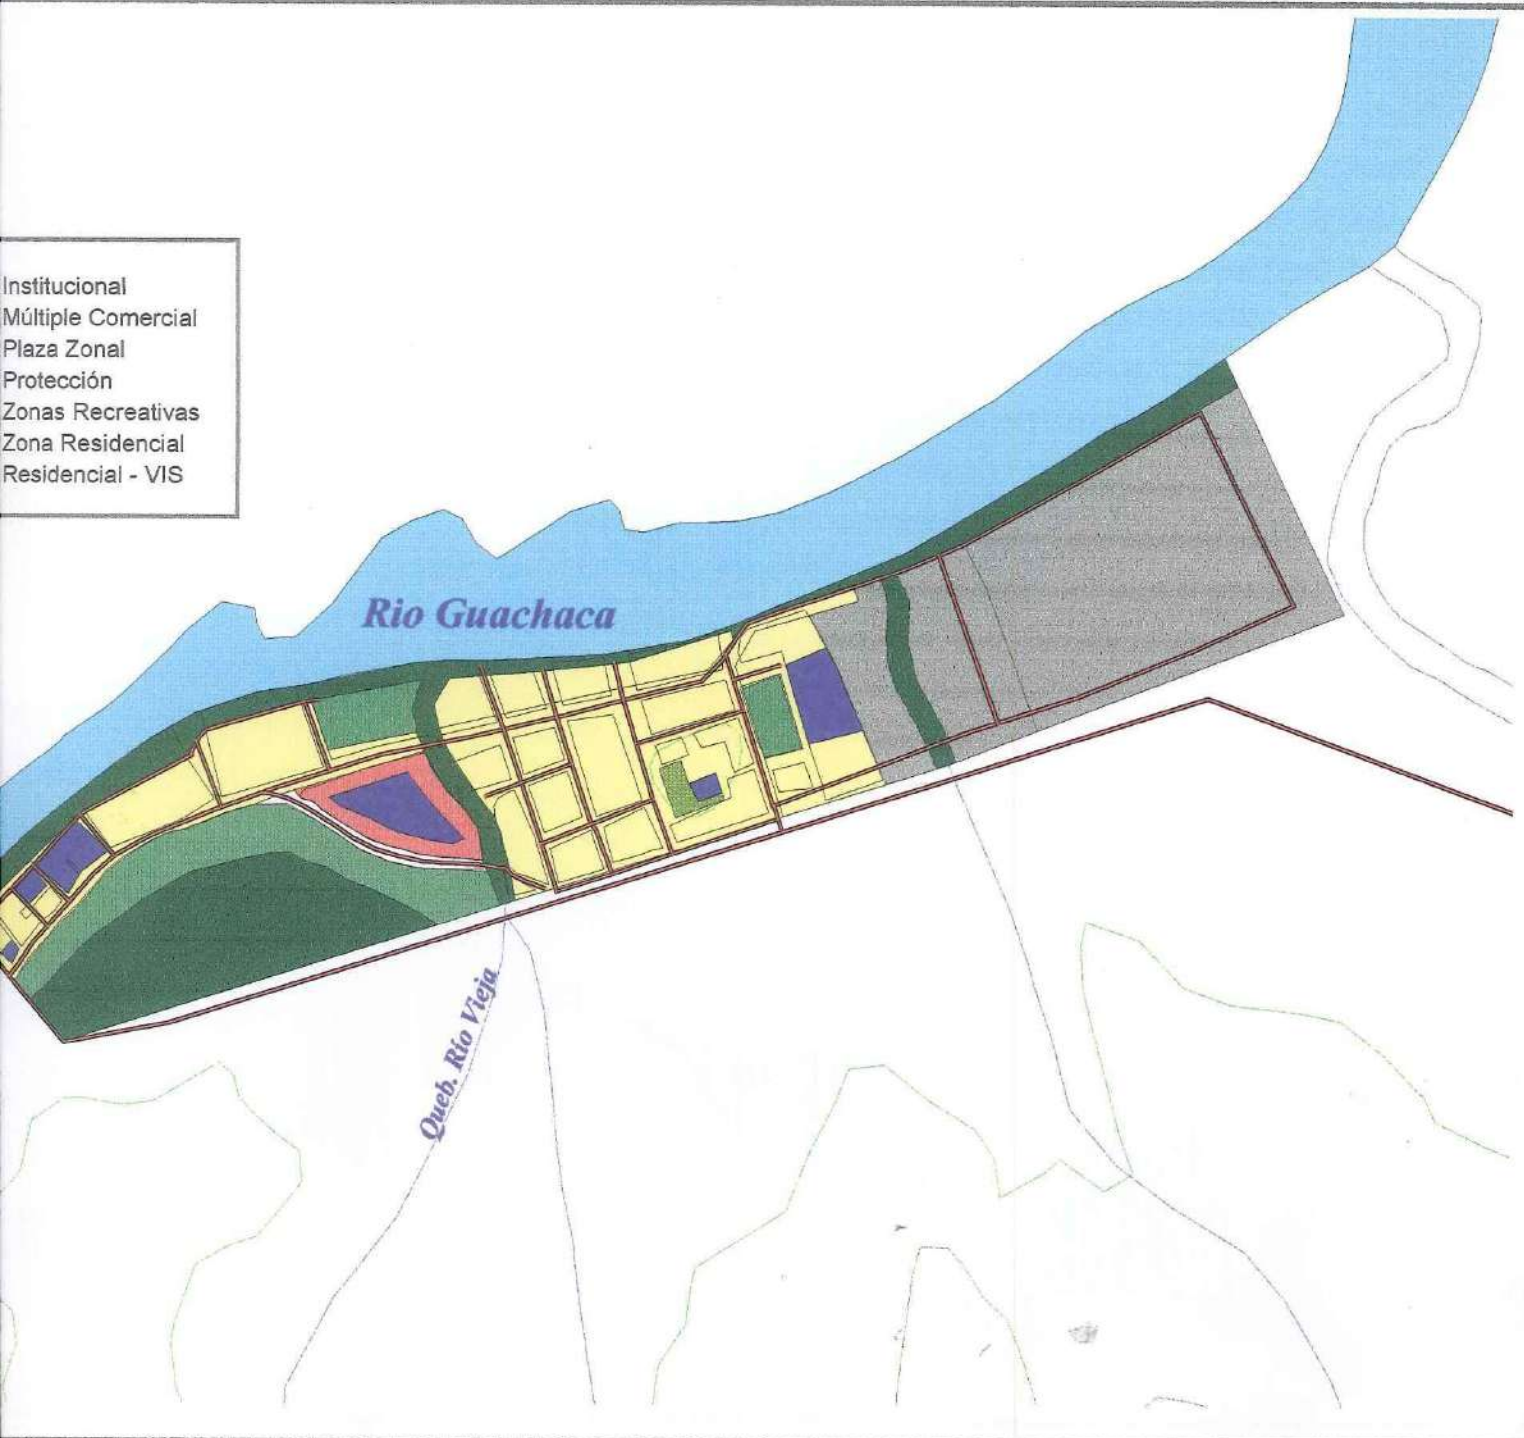 Institucional
Múltiple Comercial
Plaza Zonal
Protección
Zonas Recreativas
Zona Residencial
Residencial - VIS
Rio Guachaca
Queb. Río Vieja